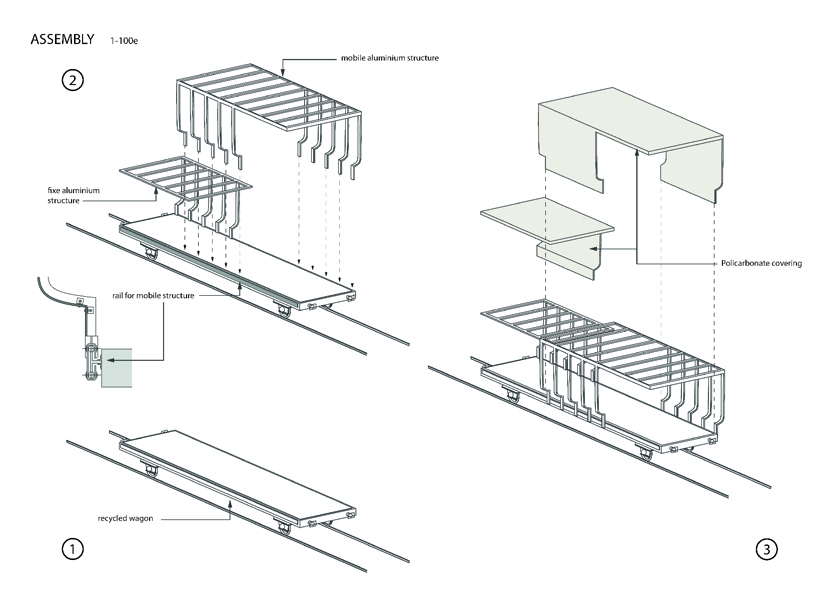 ASSEMBLY 1-100e
2
mobile aluminium structure
fixe aluminium
structure
rail for mobile structure
Policarbonate covering
recycled wagon
1
3